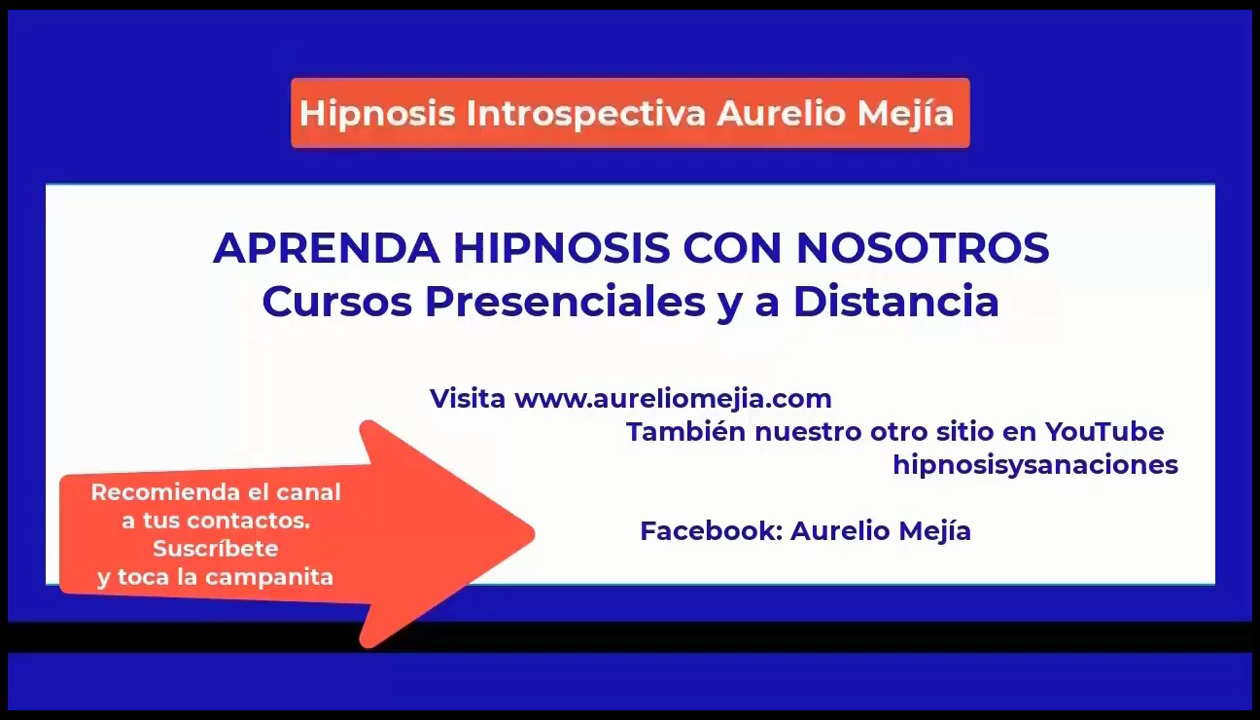 Hipnosis Introspectiva Aurelio Mejía
APRENDA HIPNOSIS CON NOSOTROS
Cursos Presenciales y a Distancia
Visita www.aureliomejia.com
También nuestro otro sitio en YouTube
hipnosisysanaciones
Facebook: Aurelio Mejía
Recomienda el canal
a tus contactos.
Suscríbete
y toca la campanita